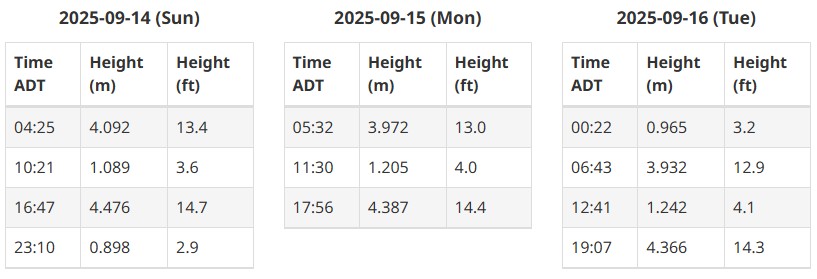 2025-09-14 (Sun)
Time ADT Height (m) Height (ft)
04:25 4.092 13.4
10:21 1.089 3.6
16:47 4.476 14.7
23:10 0.898 2.9
2025-09-15 (Mon)
Time ADT Height (m) Height (ft)
05:32 3.972 13.0
11:30 1.205 4.0
17:56 4.387 14.4
2025-09-16 (Tue)
Time ADT Height (m) Height (ft)
00:22 0.965 3.2
06:43 3.932 12.9
12:41 1.242 4.1
19:07 4.366 14.3